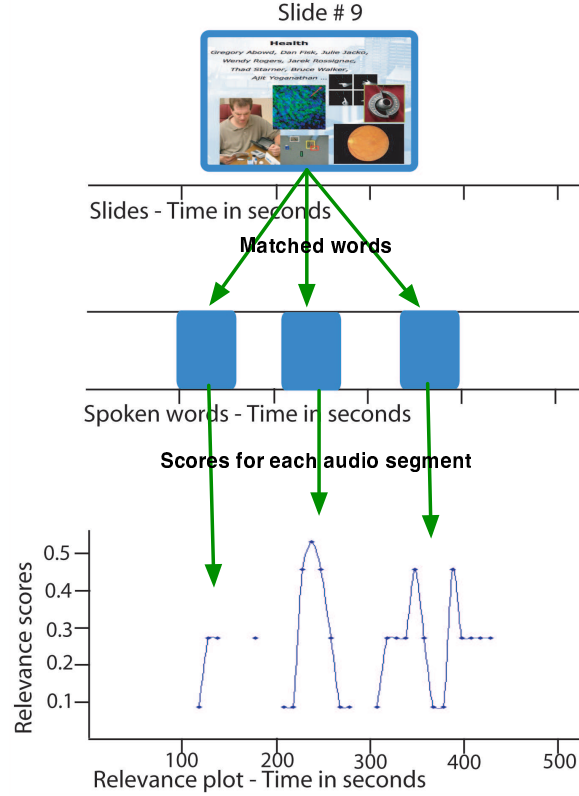 Slide # 9
Health
Gregory Abowd, Dan Fisk, Julie Jacko,
Wendy Rogers, Jarek Rossignac,
Thad Starner, Bruce Walker,
Ajit Yoganathan ...
Slides - Time in seconds
Matched words
Spoken words - Time in seconds
Scores for each audio segment
Relevance scores
0.5
0.4
0.3
0.2
0.1
100 200 300 400 500
Relevance plot - Time in seconds